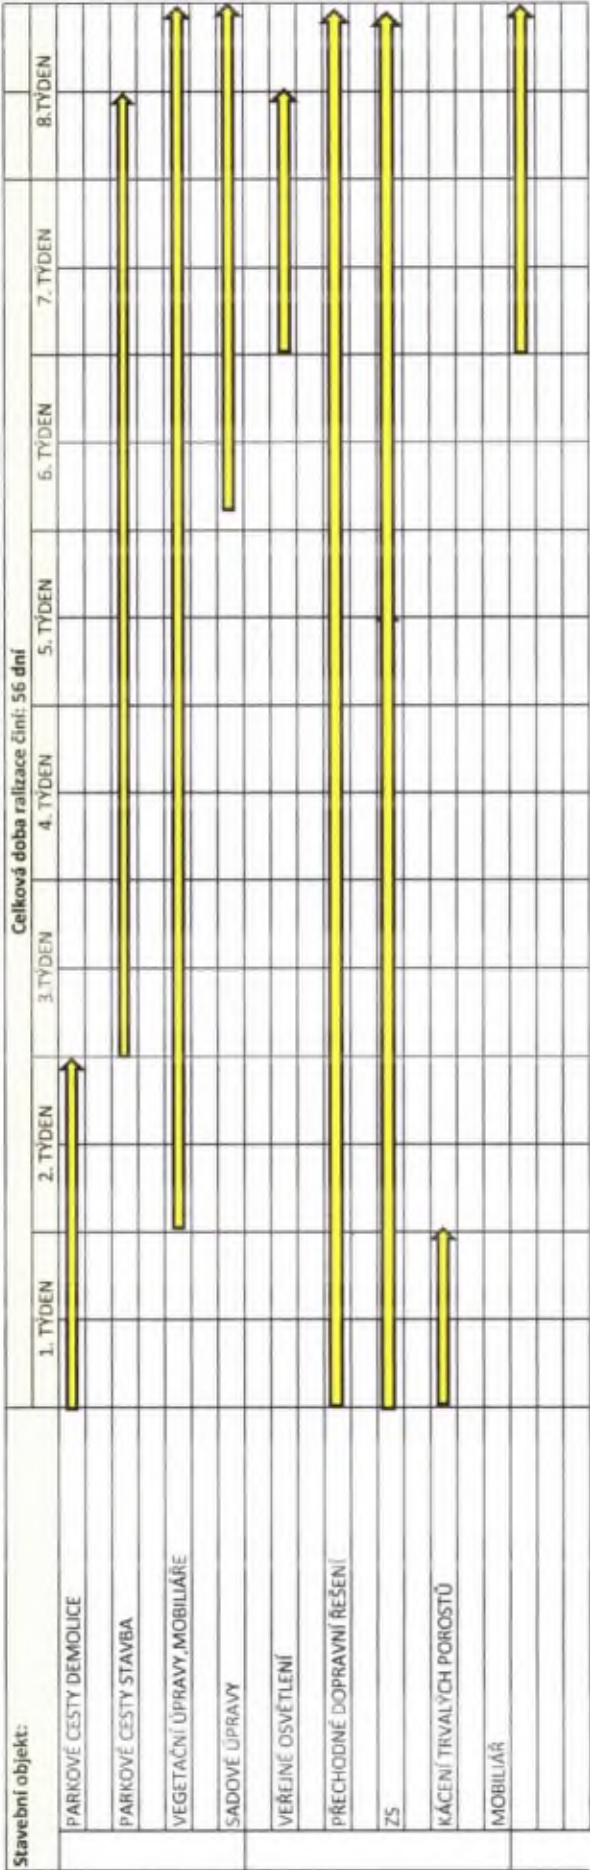 Stavební objekt:
Celková doba ralizace činí: 56 dní
1. TÝDEN 2. TÝDEN 3.TÝDEN 4. TÝDEN 5. TÝDEN 6. TÝDEN 7. TÝDEN 8.TÝDEN
PARKOVÉ CESTY DEMOLICE
PARKOVÉ CESTY STAVBA
VEGETAČNÍ ÚPRAVY,MOBILIÁŘE
SADOVÉ ÚPRAVY
VEŘEJNÉ OSVĚTLENÍ
PŘECHODNÉ DOPRAVNÍ ŘEŠENÍ
ZS
KÁCENÍ TRVALÝCH POROSTŮ
MOBILIÁŘ